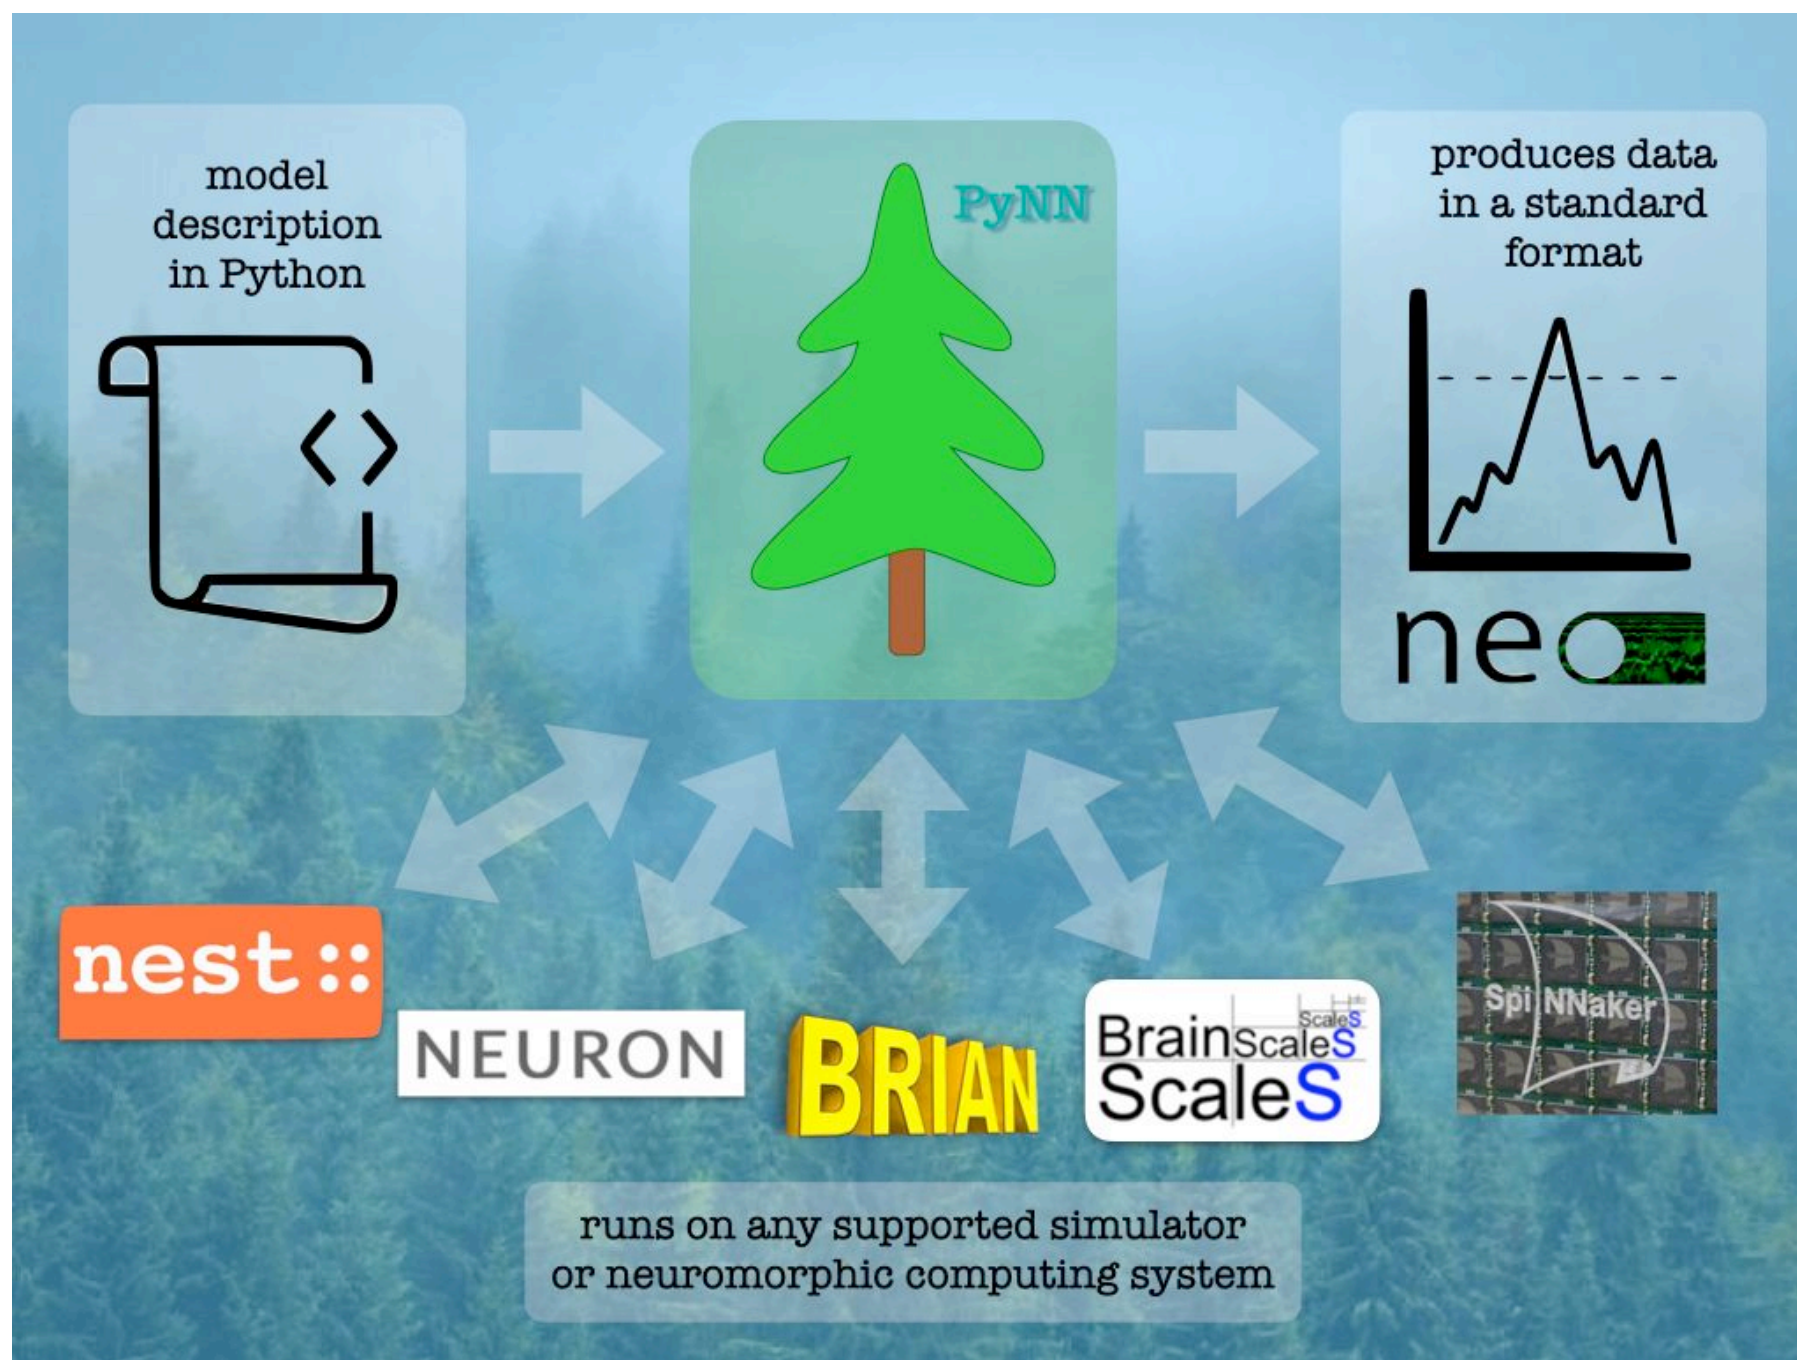 model
description
in Python
PyNN
produces data
in a standard
format
neo
nest::
NEURON
BRIAN
ScaleS
BrainScaleS
ScaleS
SpiNNaker
runs on any supported simulator
or neuromorphic computing system